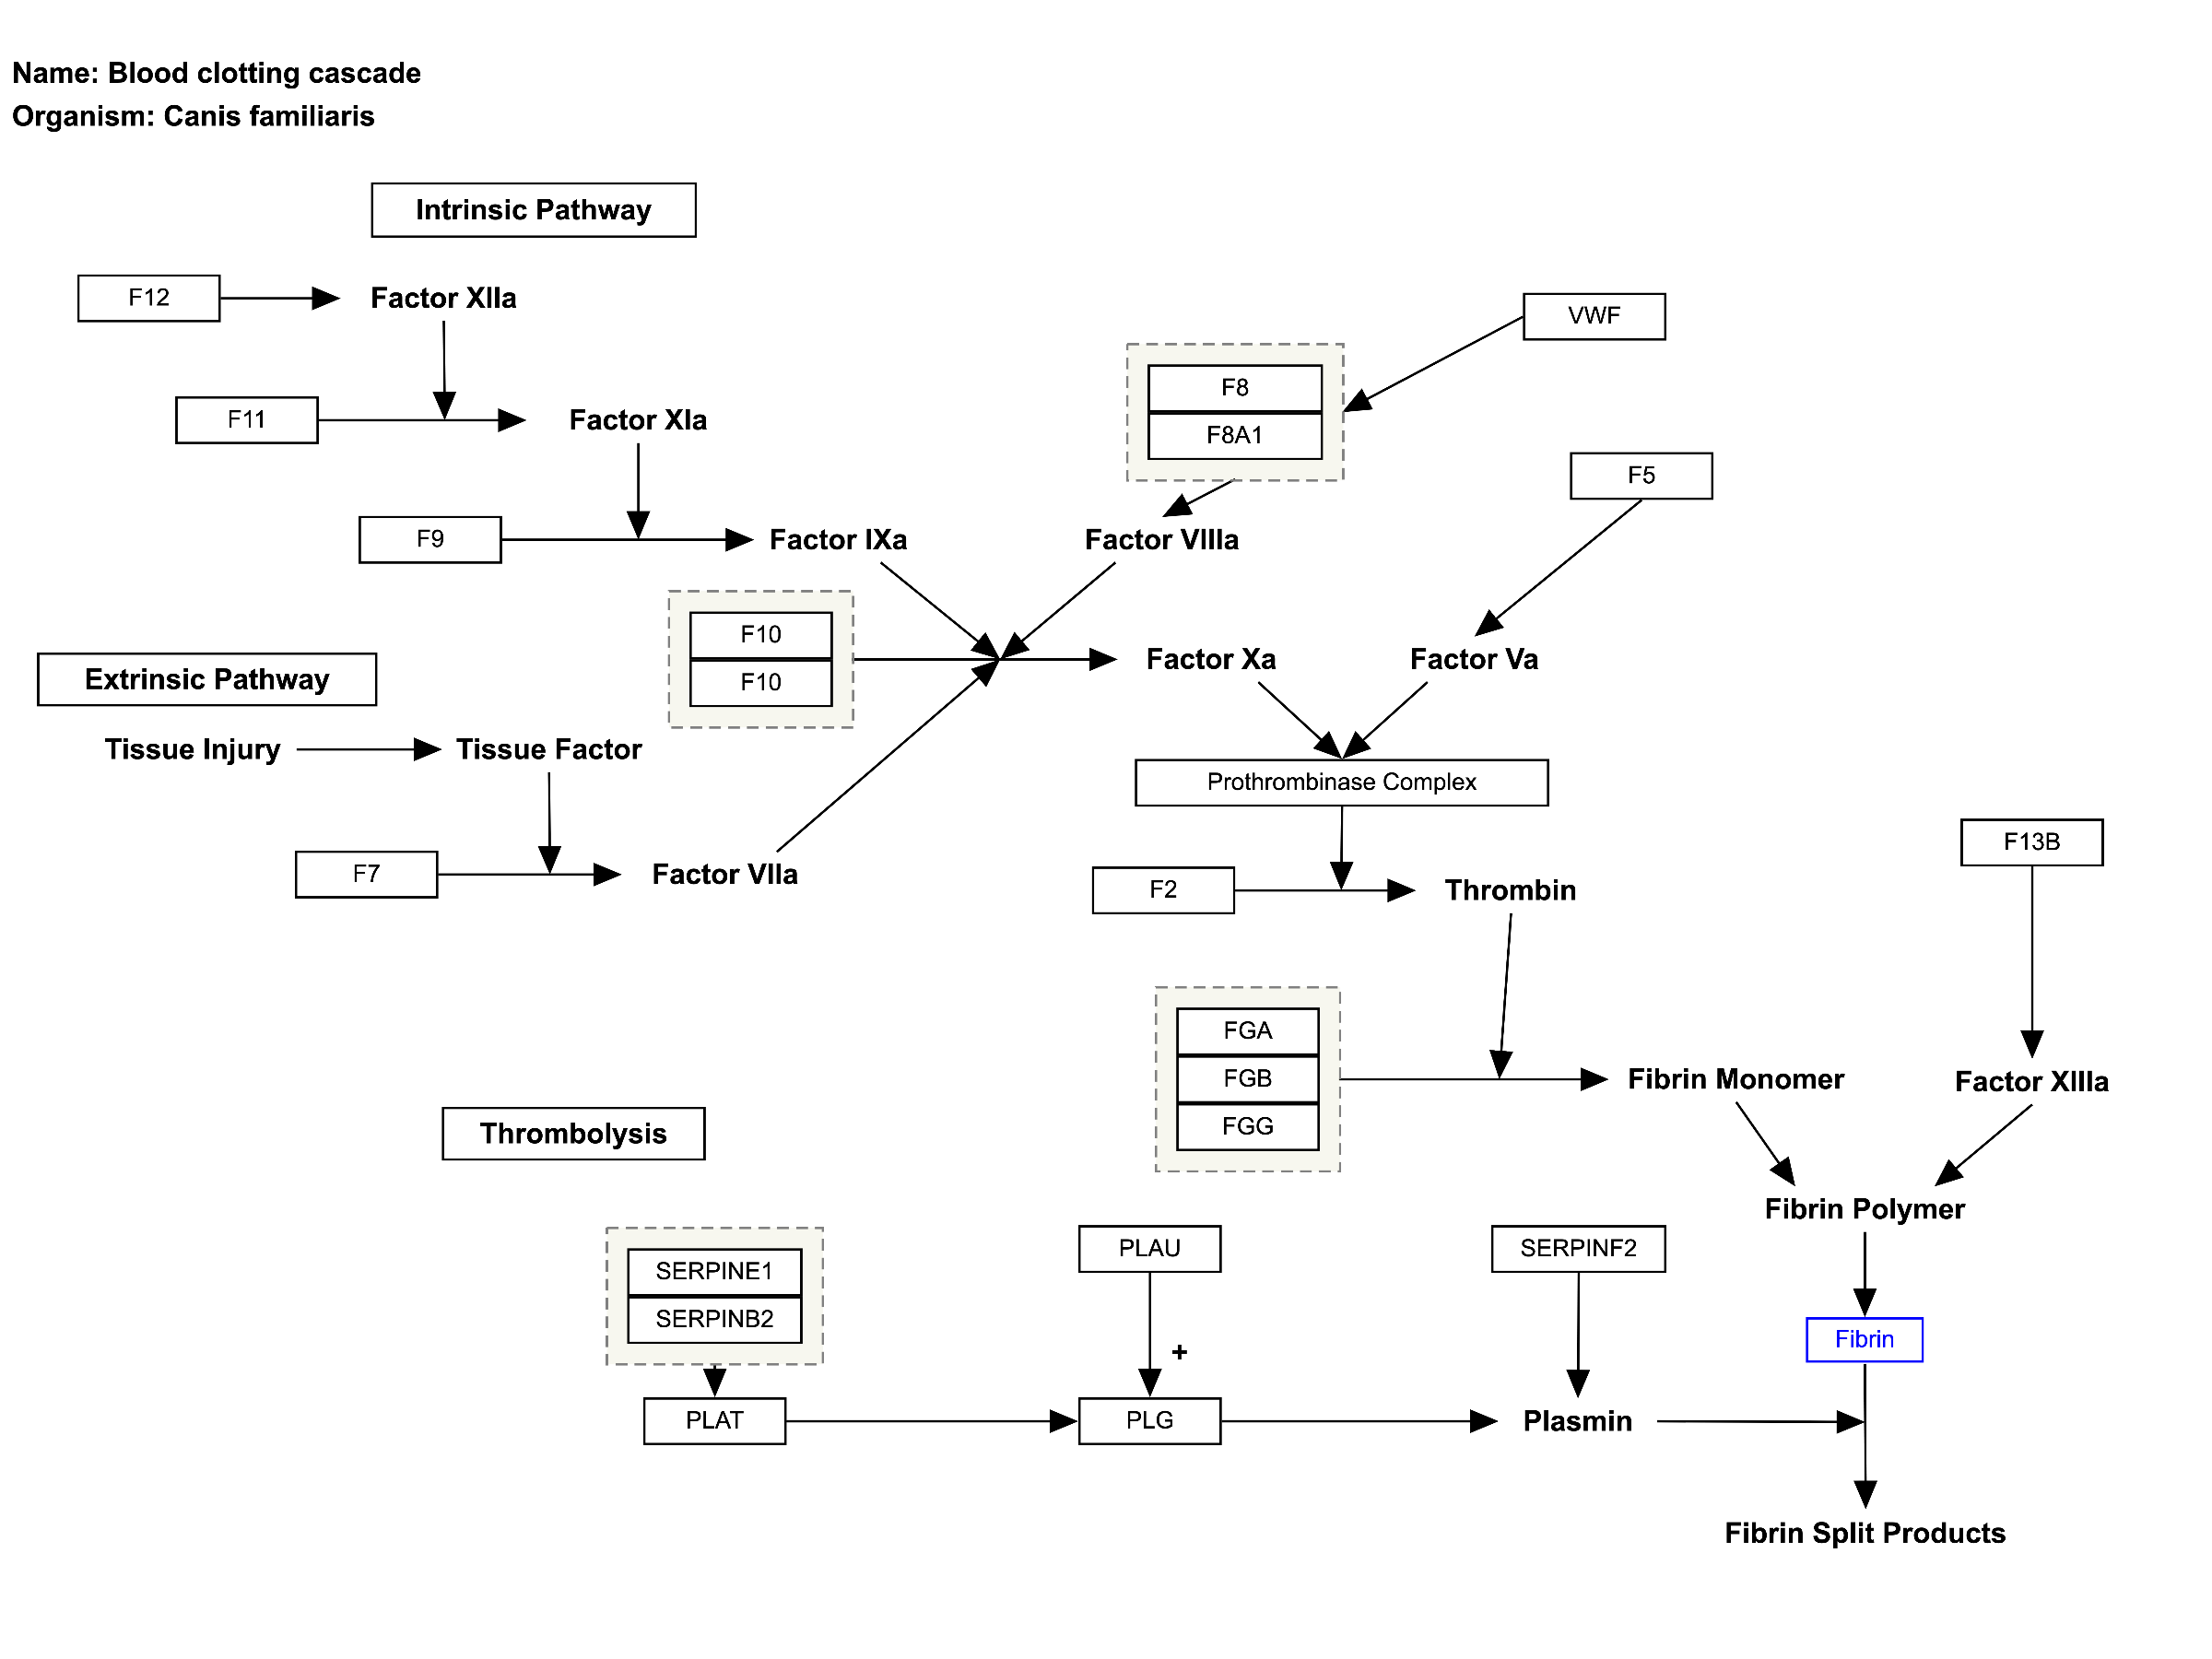 Name: Blood clotting cascade
Organism: Canis familiaris
Intrinsic Pathway
F12
Factor XIIa
VWF
F8
F8A1
F11
Factor XIa
F5
F9
Factor IXa
Factor VIIIa
F10
F10
Factor Xa
Factor Va
Extrinsic Pathway
Tissue Injury
Tissue Factor
Prothrombinase Complex
F7
Factor VIIa
F2
Thrombin
F13B
FGA
FGB
FGG
Fibrin Monomer
Factor XIIIa
Thrombolysis
Fibrin Polymer
SERPINE1
SERPINB2
PLAU
SERPINF2
+
Fibrin
PLAT
PLG
Plasmin
Fibrin Split Products